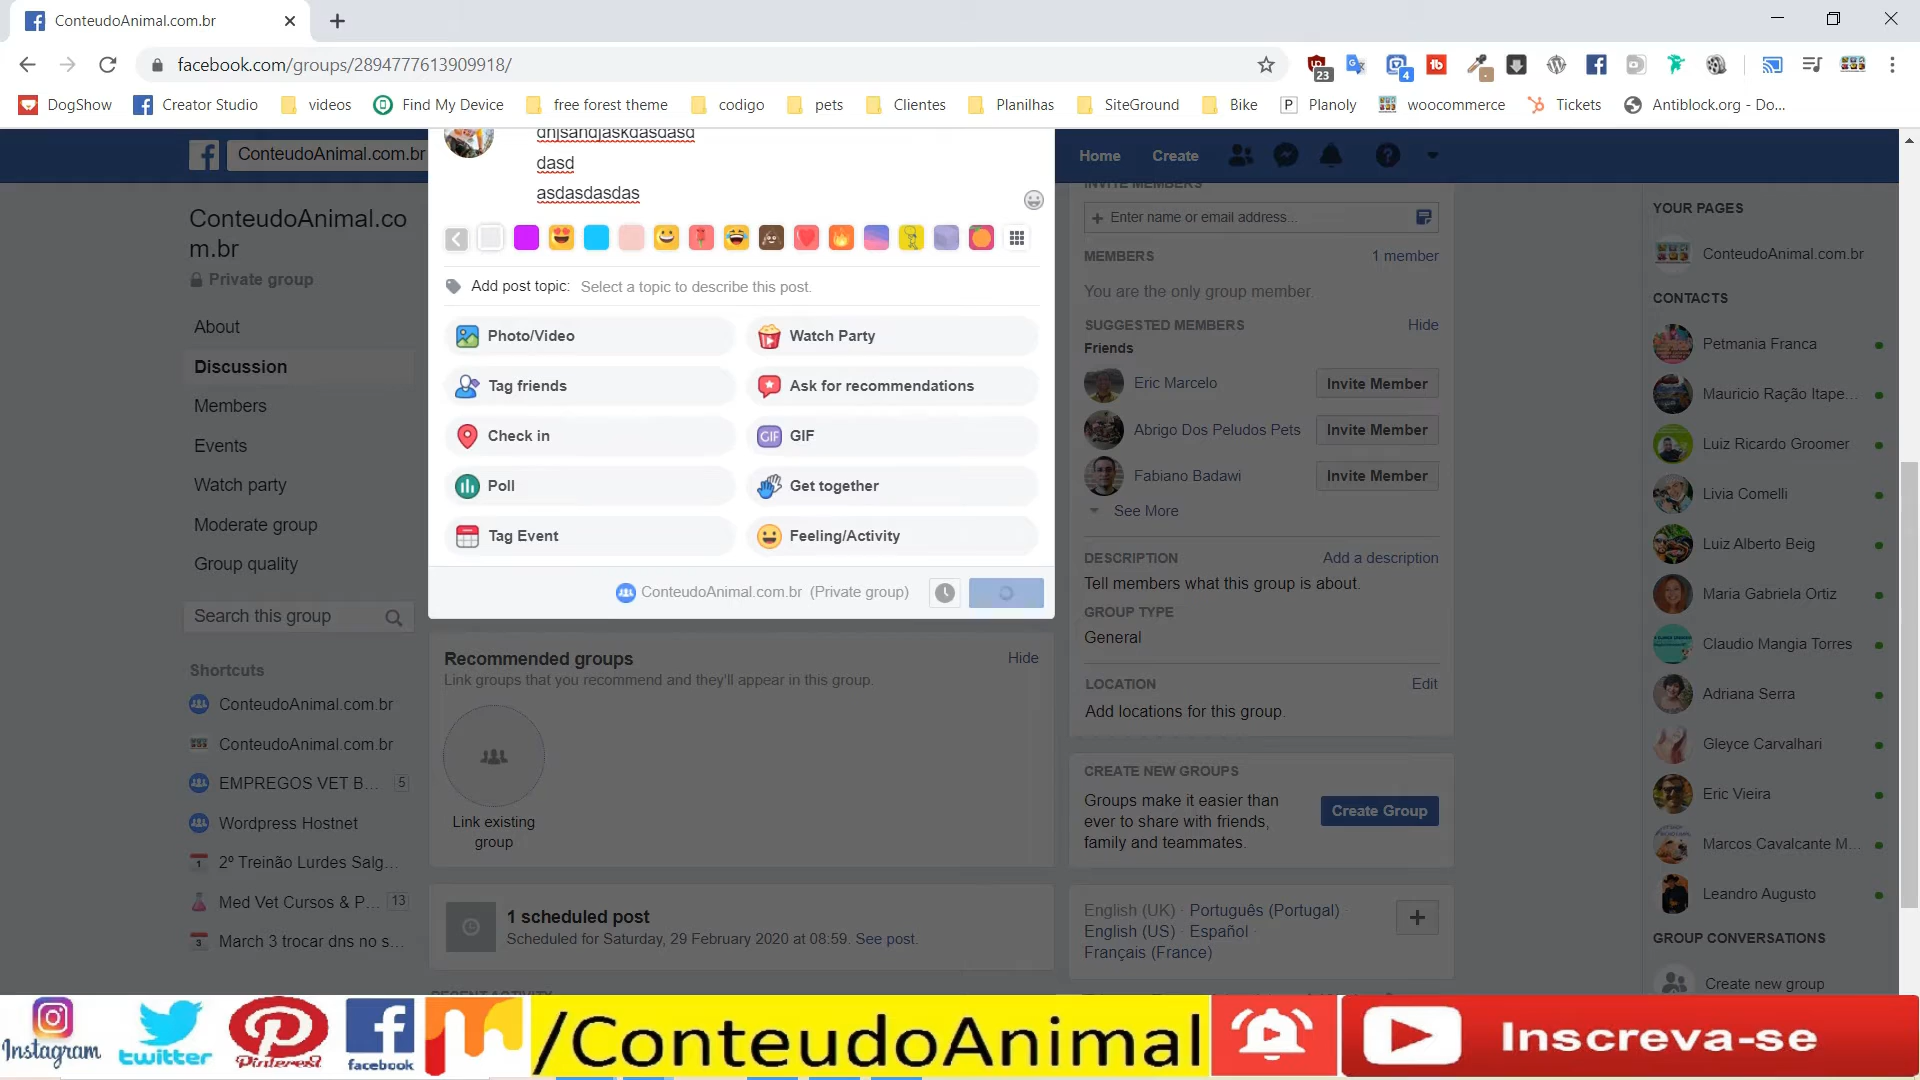 ConteudoAnimal.com.br
facebook.com/groups/2894777613909918/
23
4
DogShow
Creator Studio
videos
Find My Device
free forest theme
codigo
pets
Clientes
Planilhas
SiteGround
Bike
Planoly
woocommerce
Tickets
Antiblock.org - Do...
ConteudoAnimal.com.br
Home
Create
dhjsandjaskdasdasd
dasd
asdasdasdas
Add post topic: Select a topic to describe this post.
Photo/Video
Watch Party
Tag friends
Ask for recommendations
Check in
GIF
GIF
Poll
Get together
Tag Event
Feeling/Activity
ConteudoAnimal.com.br (Private group)
ConteudoAnimal.co
m.br
Private group
About
Discussion
Members
Events
Watch party
Moderate group
Group quality
Search this group
Shortcuts
ConteudoAnimal.com.br
ConteudoAnimal.com.br
EMPREGOS VET B... 5
Wordpress Hostnet
1 2º Treinão Lurdes Salg...
Med Vet Cursos & P... 13
3 March 3 trocar dns no s...
Recommended groups
Hide
Link groups that you recommend and they'll appear in this group.
Link existing
group
1 scheduled post
Scheduled for Saturday, 29 February 2020 at 08:59. See post.
RECENT ACTIVITY
INVITE MEMBERS
+ Enter name or email address...
MEMBERS
1 member
You are the only group member.
SUGGESTED MEMBERS
Hide
Friends
Eric Marcelo
Invite Member
Abrigo Dos Peludos Pets
Invite Member
Fabiano Badawi
Invite Member
See More
DESCRIPTION
Add a description
Tell members what this group is about.
GROUP TYPE
General
LOCATION
Edit
Add locations for this group.
CREATE NEW GROUPS
Groups make it easier than
ever to share with friends,
family and teammates.
Create Group
English (UK) · Português (Portugal) ·
English (US) · Español ·
Français (France)
YOUR PAGES
ConteudoAnimal.com.br
CONTACTS
Petmania Franca
Mauricio Ração Itape...
Luiz Ricardo Groomer
Livia Comelli
Luiz Alberto Beig
Maria Gabriela Ortiz
Claudio Mangia Torres
Adriana Serra
Gleyce Carvalhari
Eric Vieira
Marcos Cavalcante M...
Leandro Augusto
GROUP CONVERSATIONS
Create new group
Instagram
twitter
Pinterest
facebook
/ConteudoAnimal
Inscreva-se